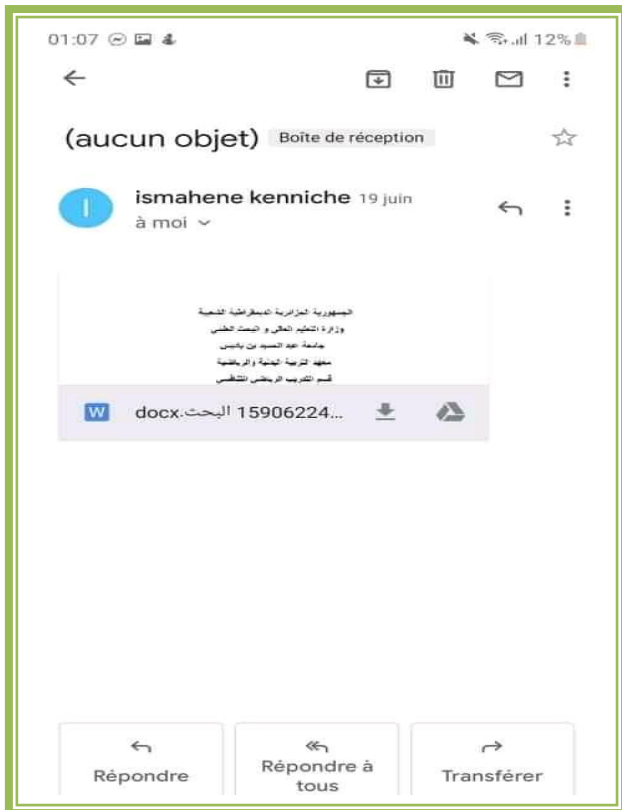 01:07 12%
(aucun objet) Boîte de réception
I ismahene kenniche 19 juin
à moi
الجمهورية الجزائرية الديمقراطية الشعبية
وزارة التعليم العالي و البحث العلمي
جامعة عبد الحميد بن باديس
معهد التربية البدنية والرياضية
قسم التدريب الرياضي التنافسي
W 15906224... البحث.docx
Répondre
Répondre à
tous
Transférer